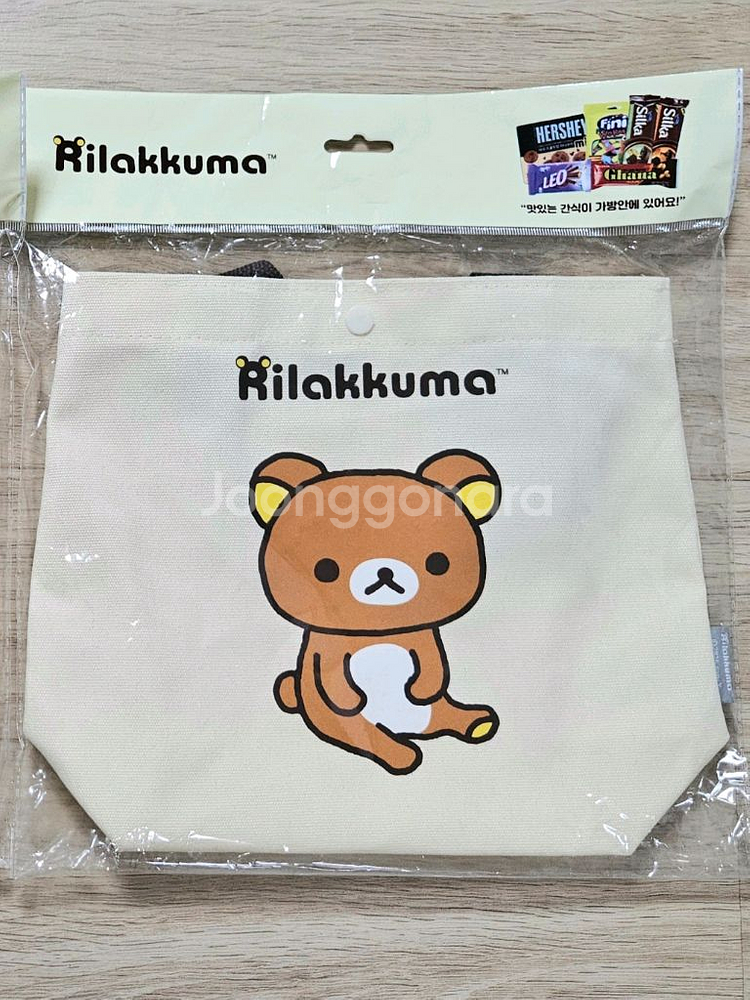 Rilakkuma™
HERSHEY
fini
Silka
Silka
LEO
Ghana
"맛있는 간식이 가방안에 있어요!"
Rilakkuma™
Joonggonara
Rilakkuma